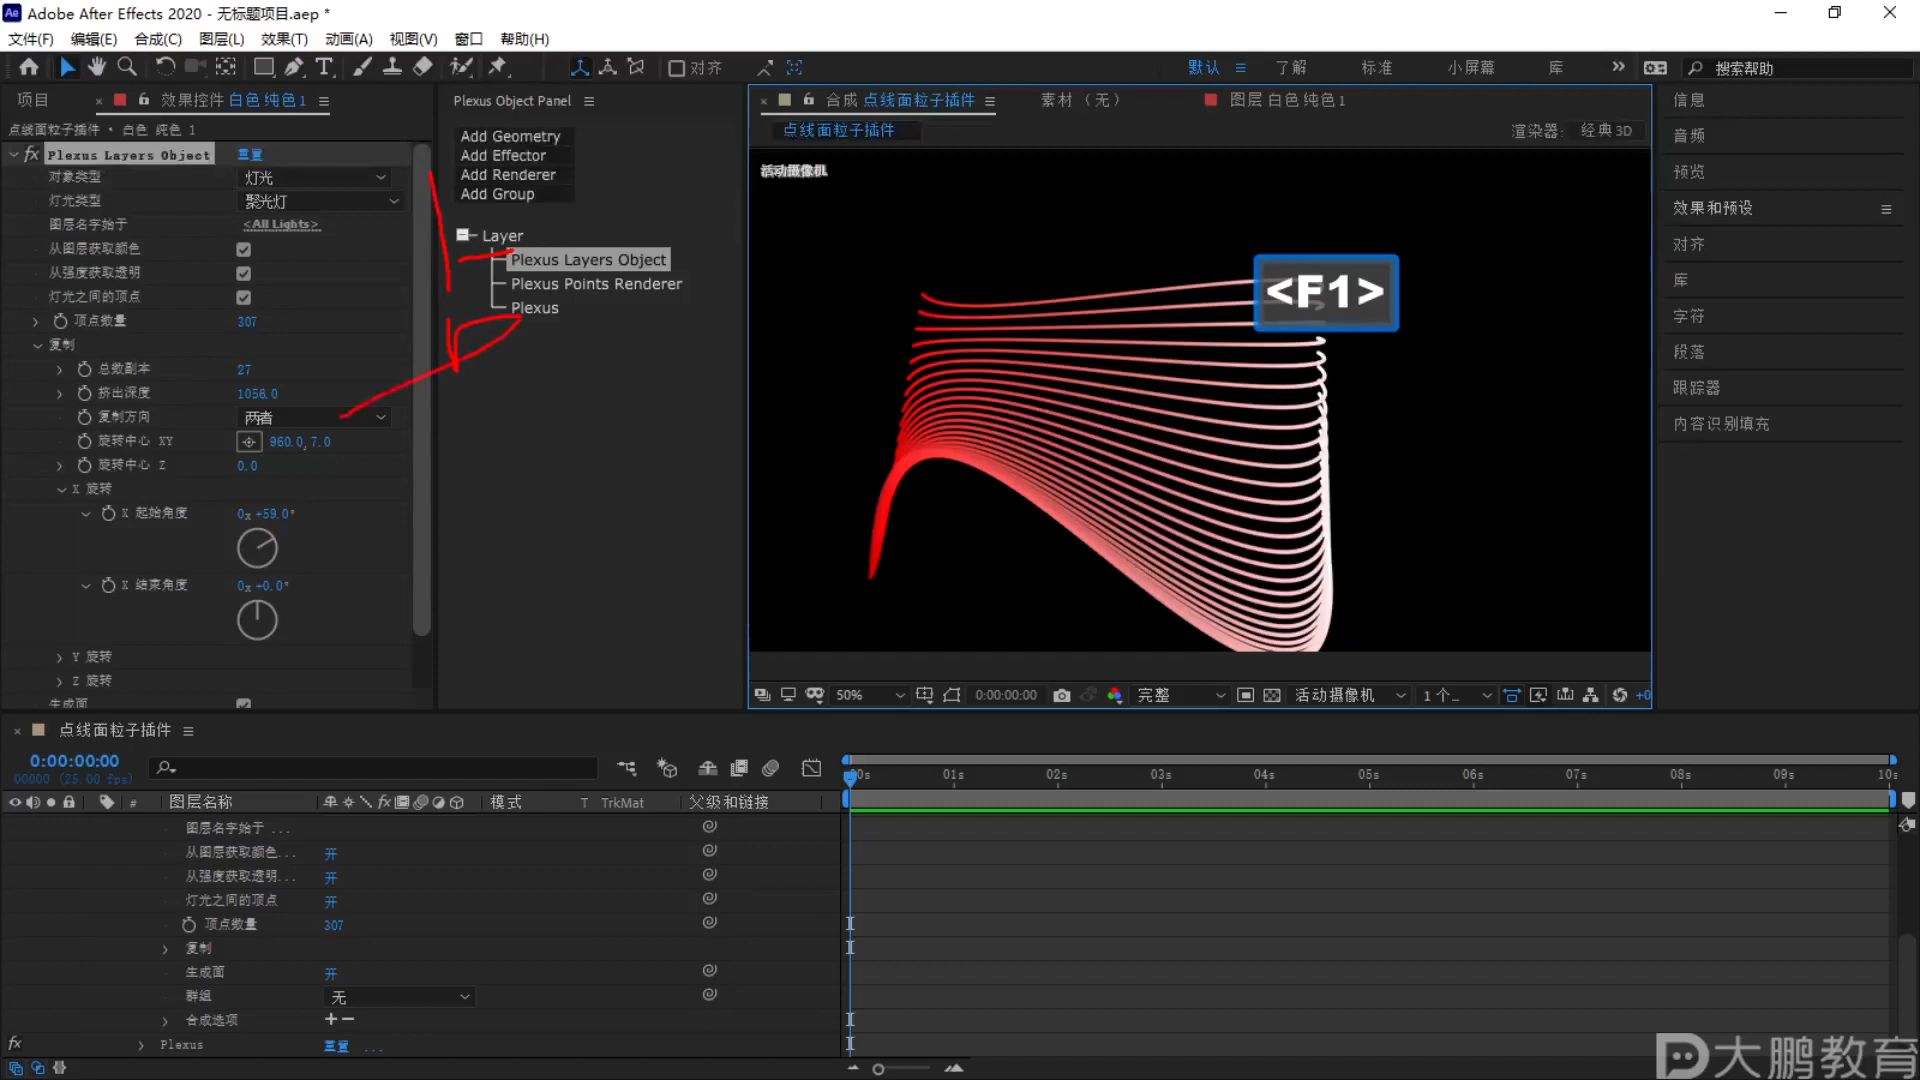 Adobe After Effects 2020 - 无标题项目.aep *
文件(F) 编辑(E) 合成(C) 图层(L) 效果(T) 动画(A) 视图(V) 窗口 帮助(H)
对齐 默认 了解 标准 小屏幕 库 搜索帮助
项目 效果控件 白色 纯色 1
点线面粒子插件 • 白色 纯色 1
Plexus Layers Object 重置
对象类型 灯光
灯光类型 聚光灯
图层名字始于 <All Lights>
从图层获取颜色
从强度获取透明
灯光之间的顶点
顶点数量 307
复制
总数副本 27
挤出深度 1056.0
复制方向 两者
旋转中心 XY 960.0,7.0
旋转中心 Z 0.0
X 旋转
X 起始角度 0x+59.0°
X 结束角度 0x+0.0°
Y 旋转
Z 旋转
生成面
Plexus Object Panel
Add Geometry
Add Effector
Add Renderer
Add Group
Layer
Plexus Layers Object
Plexus Points Renderer
Plexus
合成 点线面粒子插件 素材 (无) 图层 白色 纯色 1
点线面粒子插件 渲染器: 经典 3D
活动摄像机
<F1>
50% 0:00:00:00 完整 活动摄像机 1 个... +0
信息
音频
预览
效果和预设
对齐
库
字符
段落
跟踪器
内容识别填充
点线面粒子插件
0:00:00:00
00000 (25.00 fps)
# 图层名称 fx 模式 T TrkMat 父级和链接
00s 01s 02s 03s 04s 05s 06s 07s 08s 09s 10s
图层名字始于 ...
从图层获取颜色... 开
从强度获取透明... 开
灯光之间的顶点 开
顶点数量 307
复制
生成面 开
群组 无
合成选项 +−
fx Plexus 重置 ...
大鹏教育